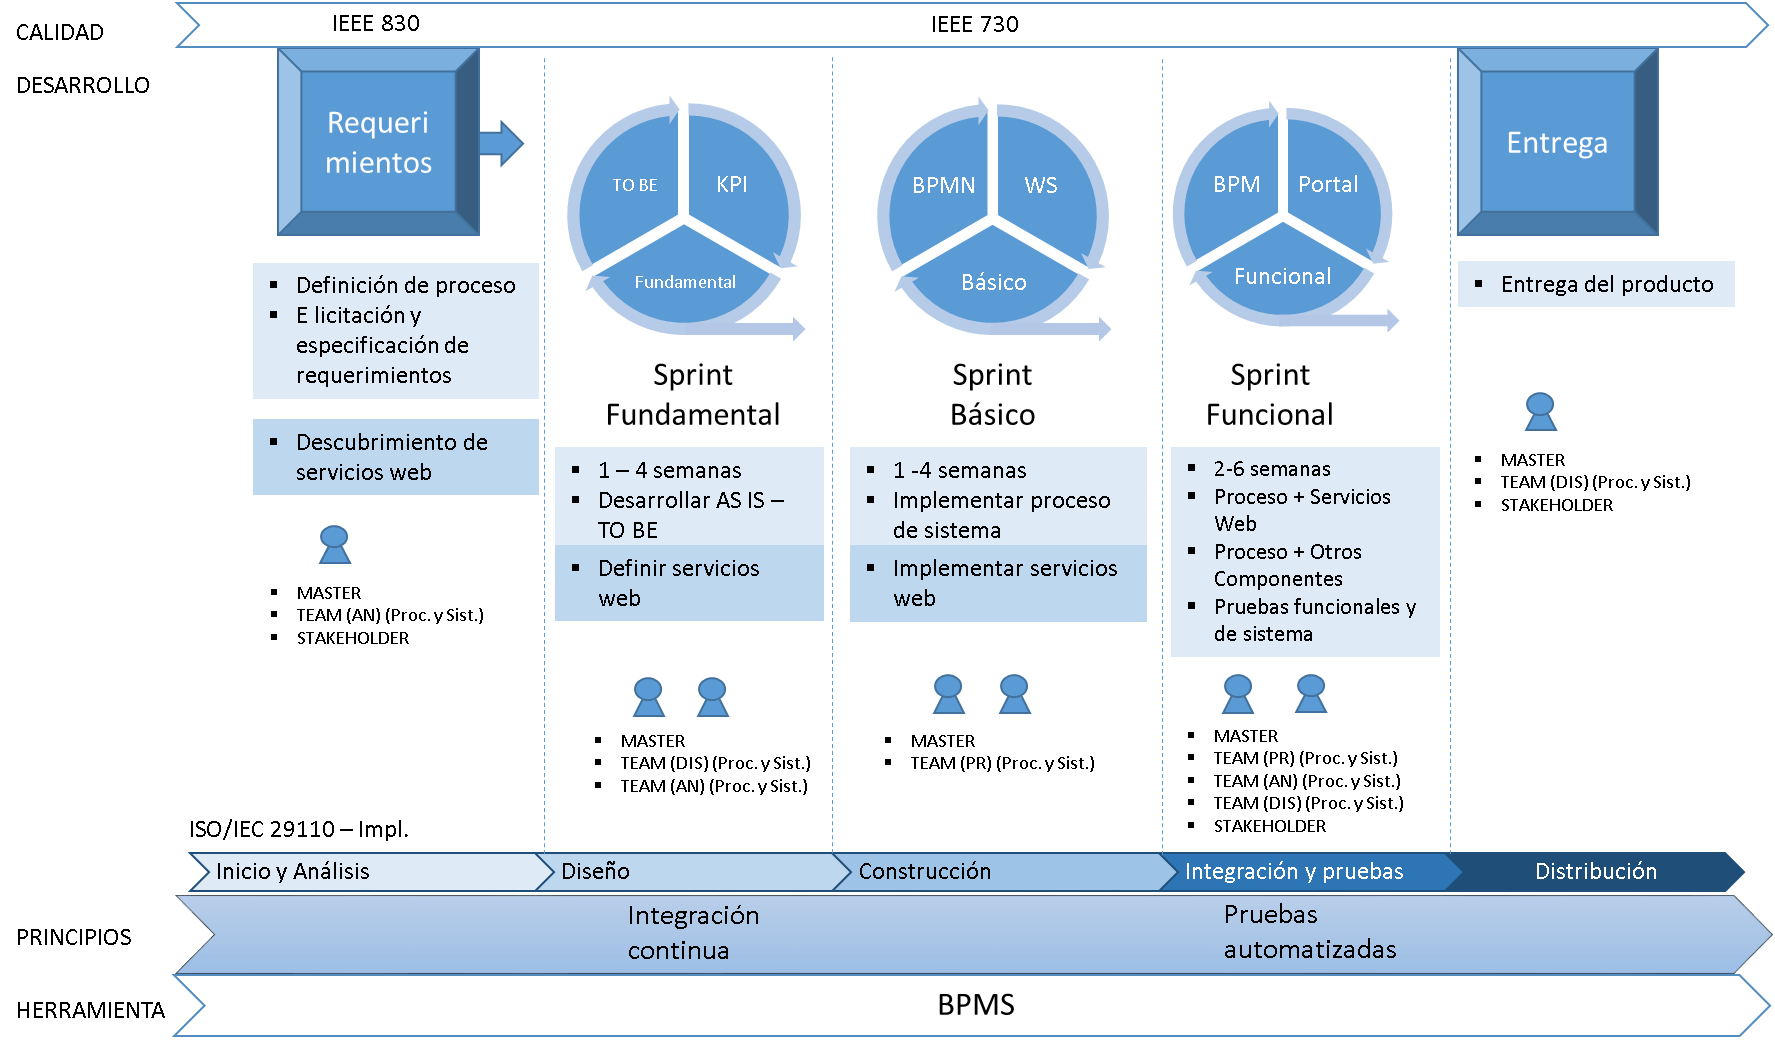 CALIDAD
IEEE 830
IEEE 730
DESARROLLO
Requeri
mientos
Definición de proceso
E licitación y
especificación de
requerimientos
Descubrimiento de
servicios web
MASTER
TEAM (AN) (Proc. y Sist.)
STAKEHOLDER
TO BE
KPI
Fundamental
Sprint
Fundamental
1 – 4 semanas
Desarrollar AS IS –
TO BE
Definir servicios
web
MASTER
TEAM (DIS) (Proc. y Sist.)
TEAM (AN) (Proc. y Sist.)
BPMN
WS
Básico
Sprint
Básico
1 -4 semanas
Implementar proceso
de sistema
Implementar servicios
web
MASTER
TEAM (PR) (Proc. y Sist.)
BPM
Portal
Funcional
Sprint
Funcional
2-6 semanas
Proceso + Servicios
Web
Proceso + Otros
Componentes
Pruebas funcionales y
de sistema
MASTER
TEAM (PR) (Proc. y Sist.)
TEAM (AN) (Proc. y Sist.)
TEAM (DIS) (Proc. y Sist.)
STAKEHOLDER
Entrega
Entrega del producto
MASTER
TEAM (DIS) (Proc. y Sist.)
STAKEHOLDER
ISO/IEC 29110 – Impl.
Inicio y Análisis
Diseño
Construcción
Integración y pruebas
Distribución
PRINCIPIOS
Integración
continua
Pruebas
automatizadas
HERRAMIENTA
BPMS